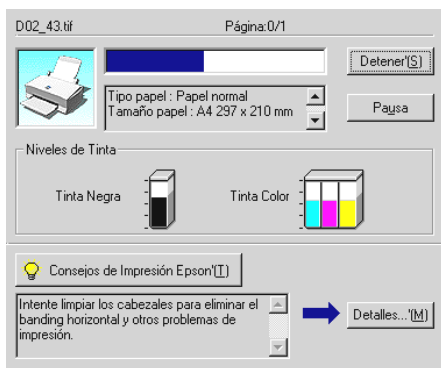 D02_43.tif Página:0/1
Detener'(S)
Tipo papel : Papel normal
Tamaño papel : A4 297 x 210 mm
Pausa
Niveles de Tinta
Tinta Negra Tinta Color
Consejos de Impresión Epson'(T)
Intente limpiar los cabezales para eliminar el
banding horizontal y otros problemas de
impresión.
Detalles...'(M)